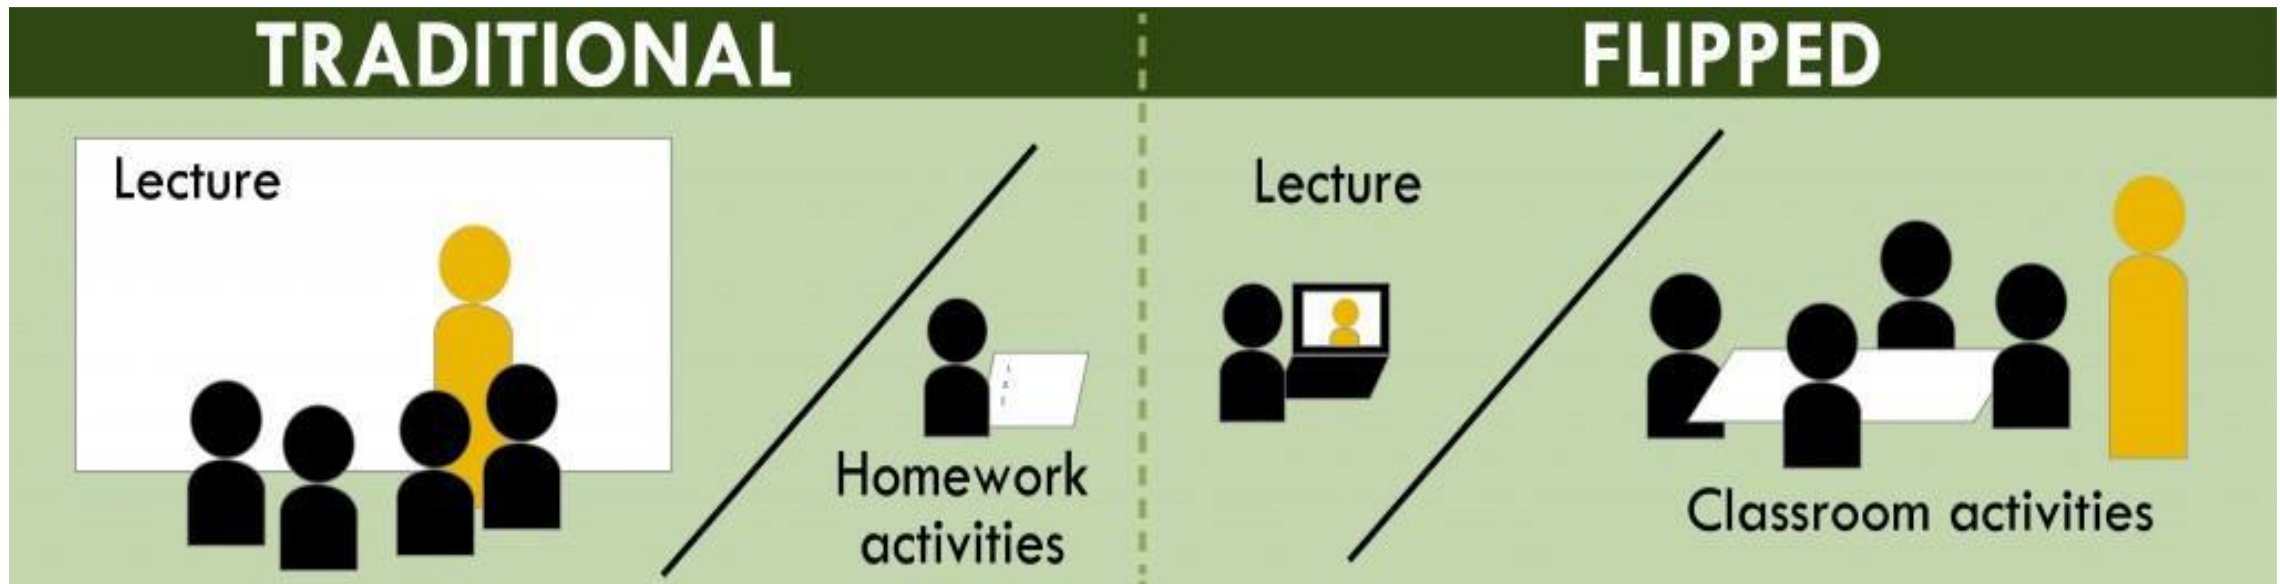 TRADITIONAL
Lecture
Homework
activities
FLIPPED
Lecture
Classroom activities